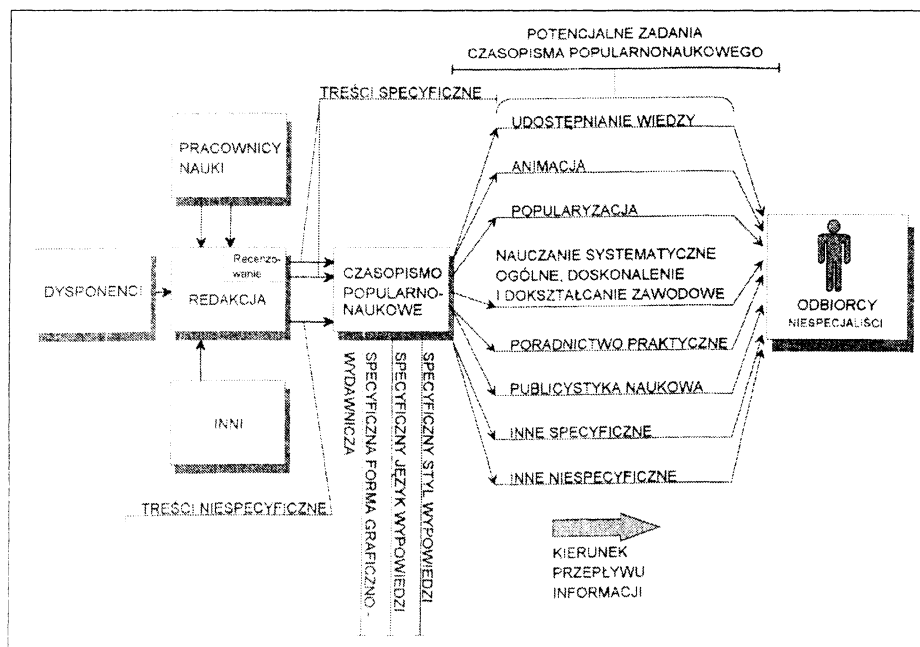 POTENCJALNE ZADANIA
CZASOPISMA POPULARNONAUKOWEGO
TREŚCI SPECYFICZNE
PRACOWNICY
NAUKI
DYSPONENCI
Recenzo-
wanie
REDAKCJA
INNI
TREŚCI NIESPECYFICZNE
CZASOPISMO
POPULARNO-
NAUKOWE
SPECYFICZNA FORMA GRAFICZNO -
WYDAWNICZA
SPECYFICZNY JĘZYK WYPOWIEDZI
SPECYFICZNY STYL WYPOWIEDZI
UDOSTĘPNIANIE WIEDZY
ANIMACJA
POPULARYZACJA
NAUCZANIE SYSTEMATYCZNE
OGÓLNE, DOSKONALENIE
I DOKSZTAŁCANIE ZAWODOWE
PORADNICTWO PRAKTYCZNE
PUBLICYSTYKA NAUKOWA
INNE SPECYFICZNE
INNE NIESPECYFICZNE
ODBIORCY
NIESPECJALIŚCI
KIERUNEK
PRZEPŁYWU
INFORMACJI